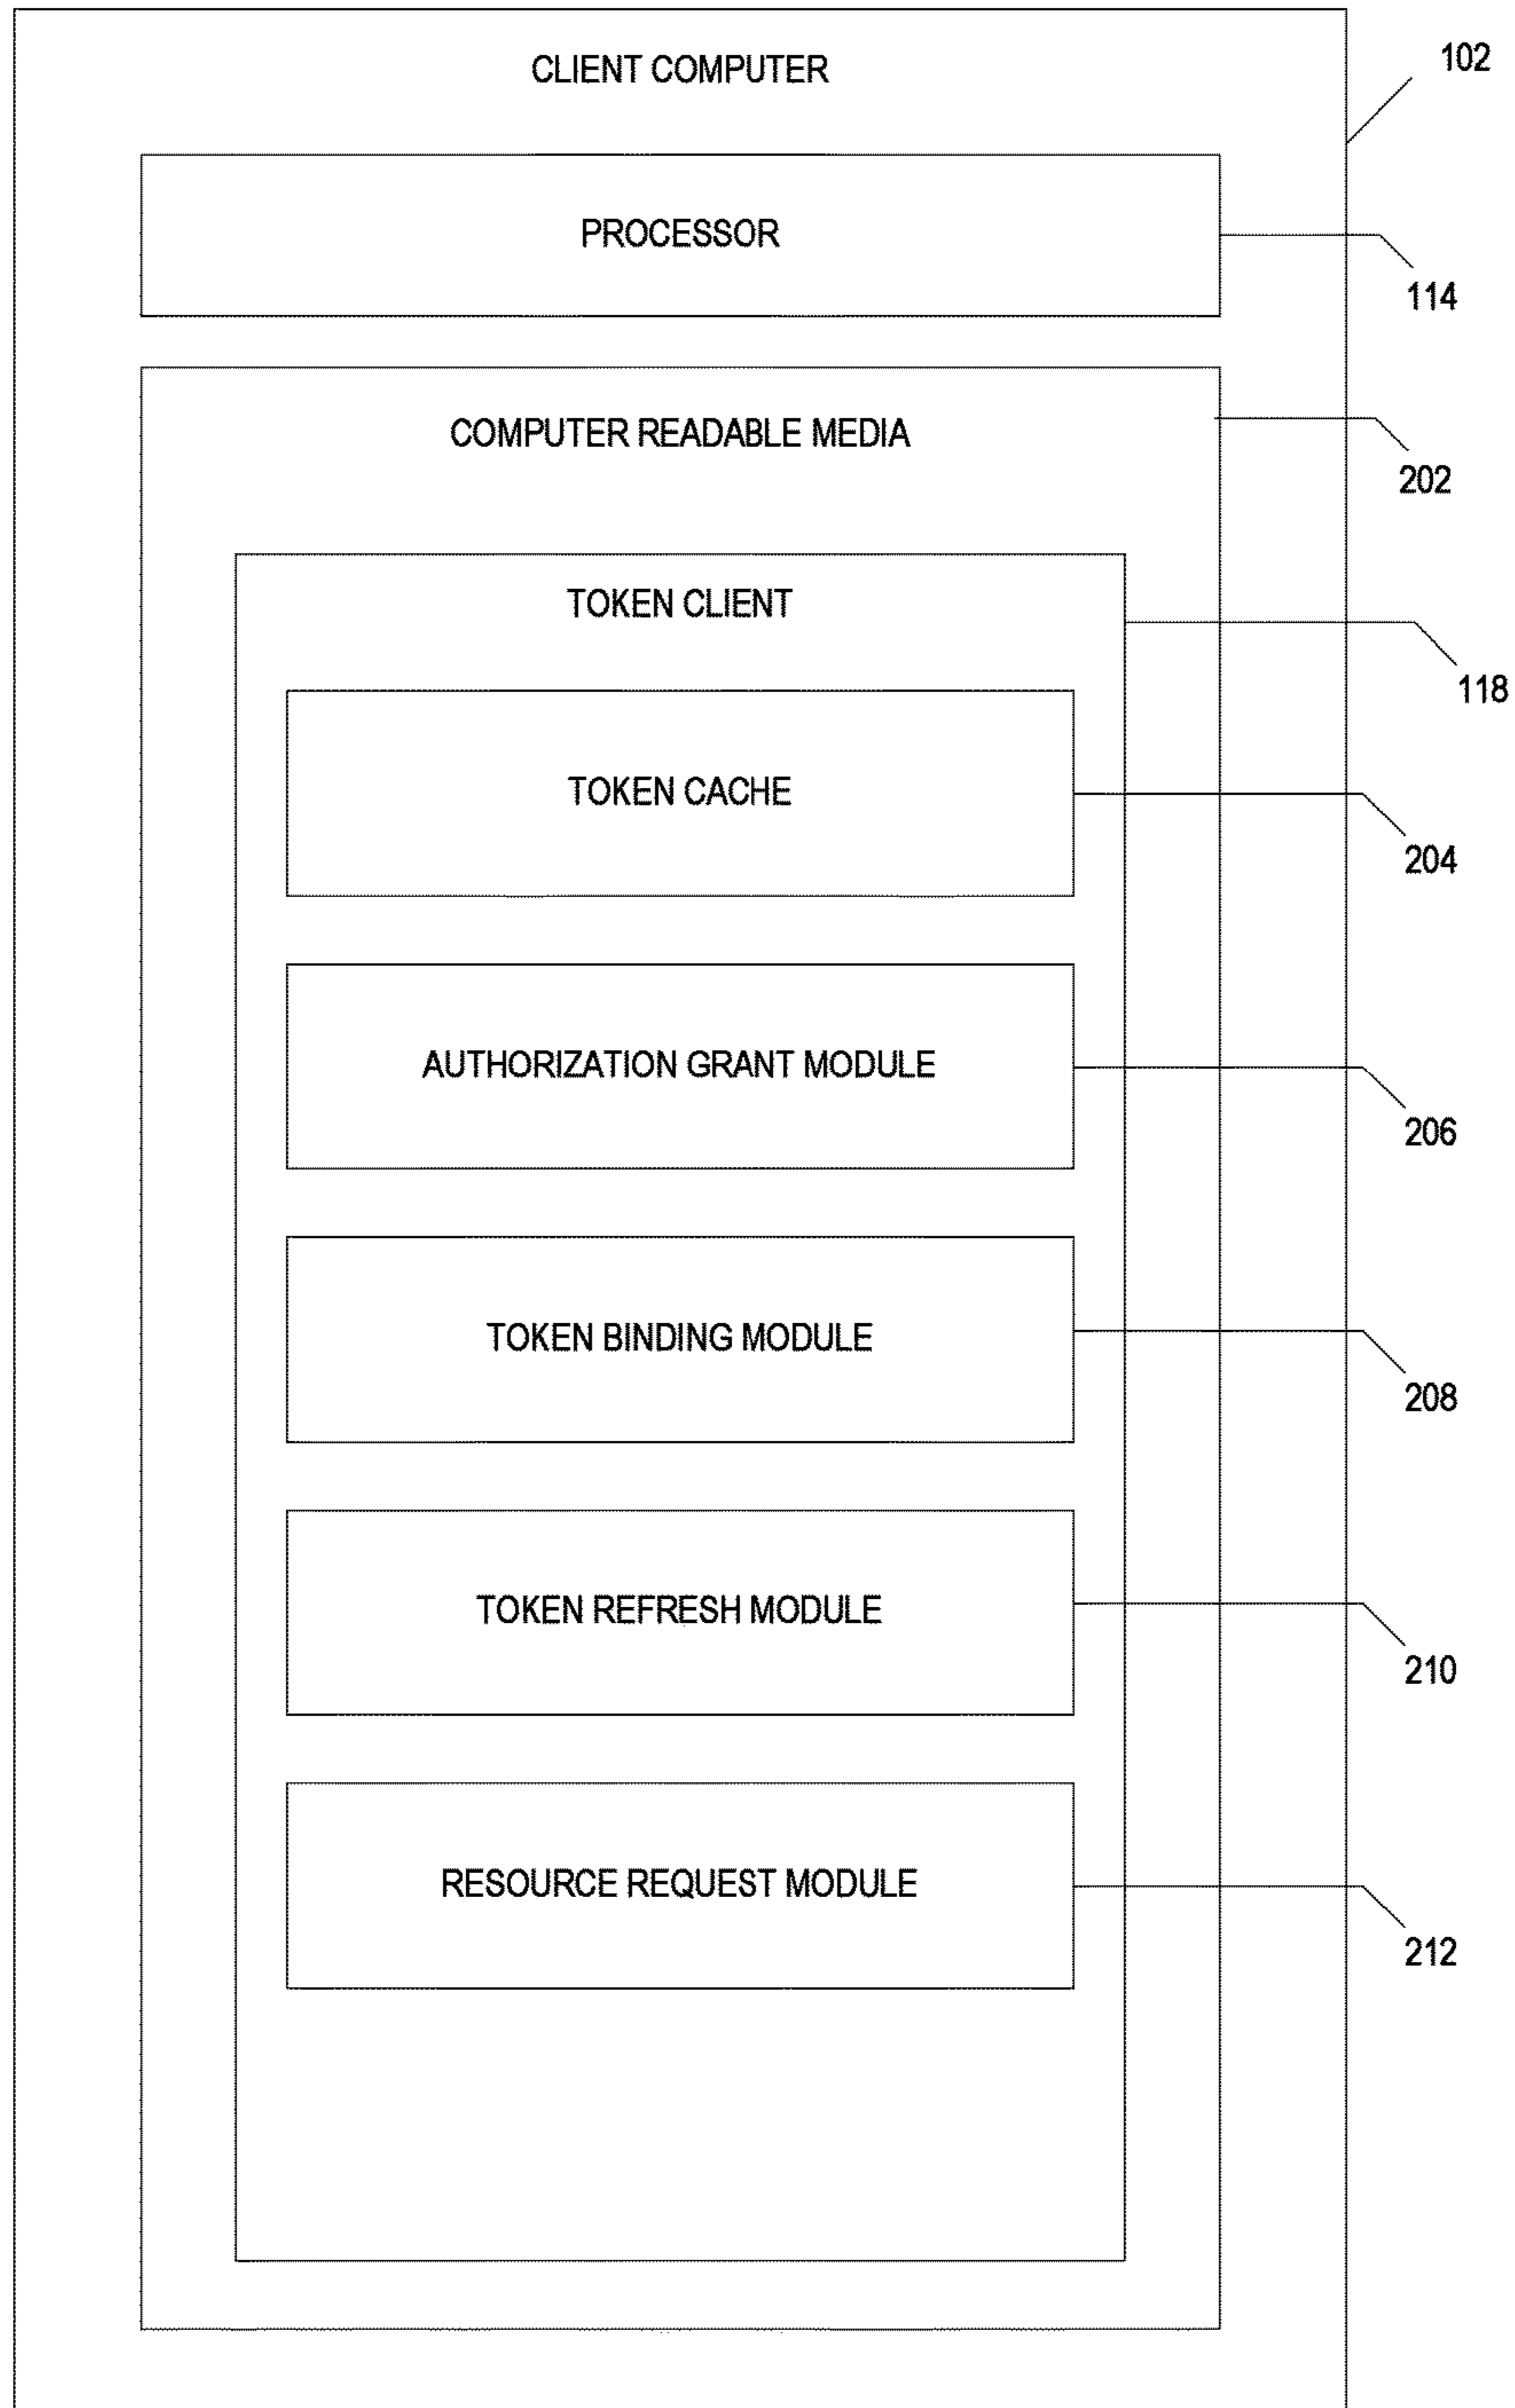 CLIENT COMPUTER
102
PROCESSOR
114
COMPUTER READABLE MEDIA
202
TOKEN CLIENT
118
TOKEN CACHE
204
AUTHORIZATION GRANT MODULE
206
TOKEN BINDING MODULE
208
TOKEN REFRESH MODULE
210
RESOURCE REQUEST MODULE
212